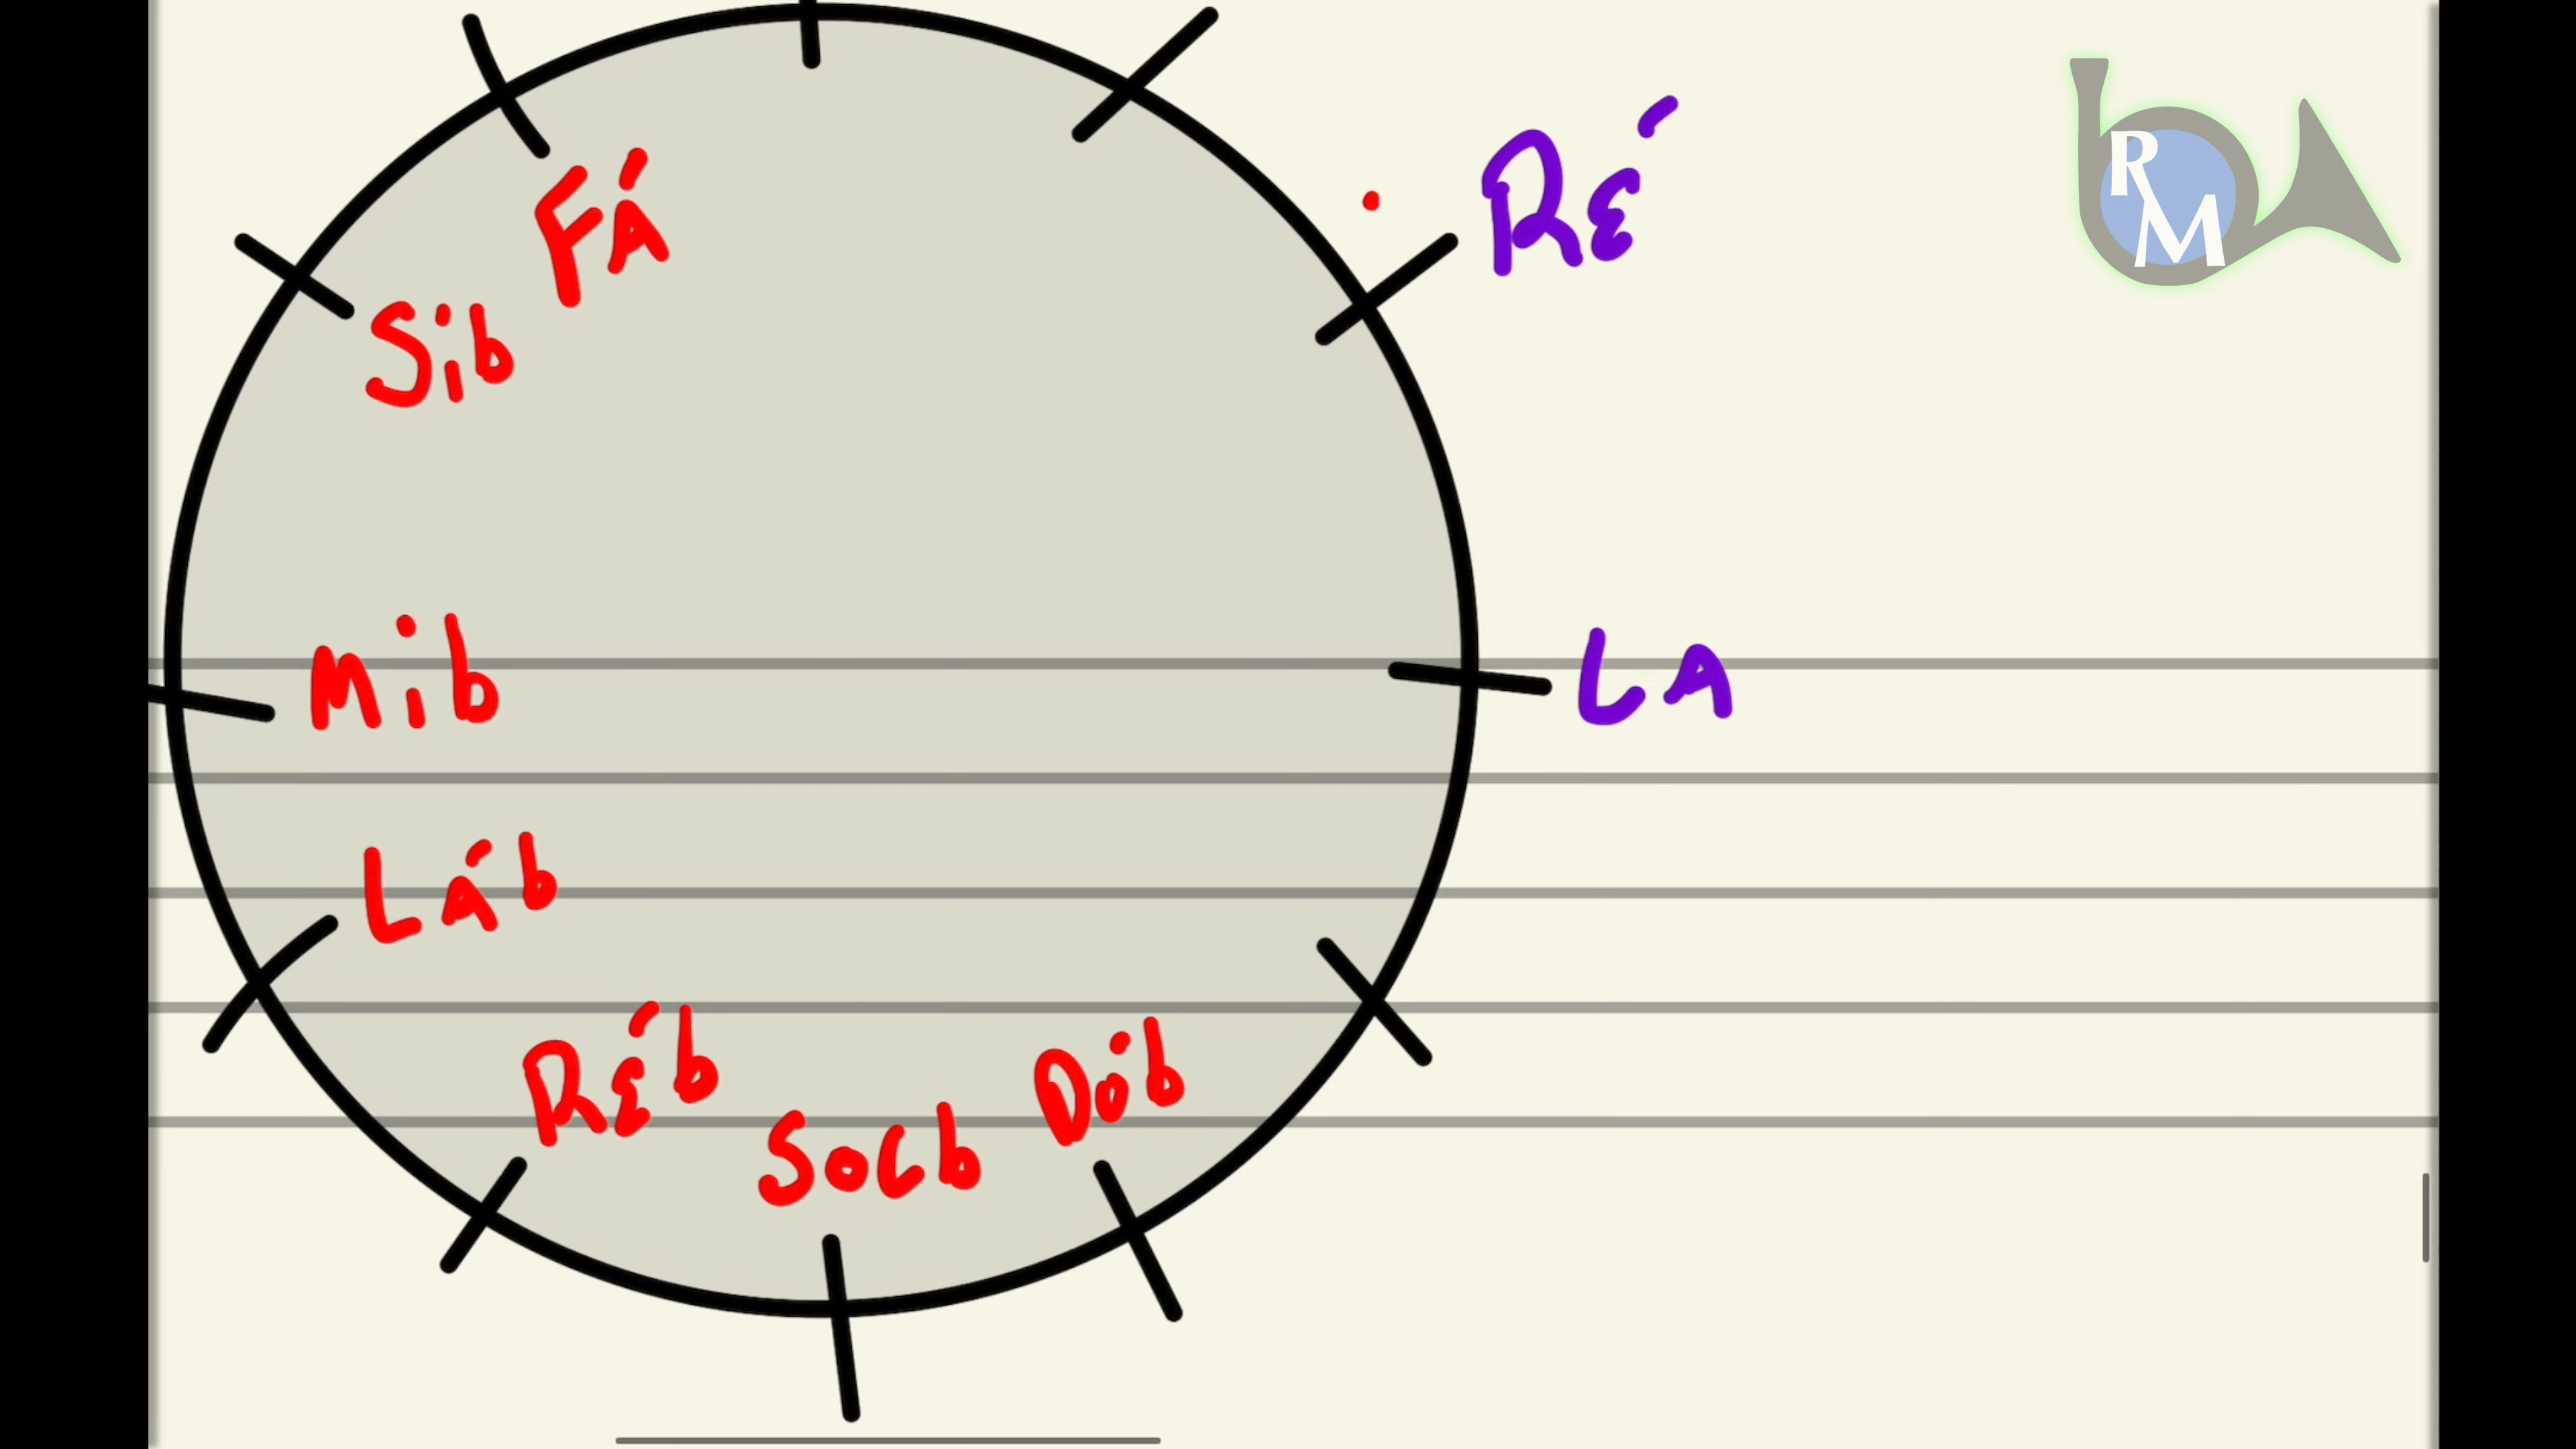 RÉ
RM
FÁ
Sib
Mib
LA
LÁb
RÉb
DÓb
SOLb